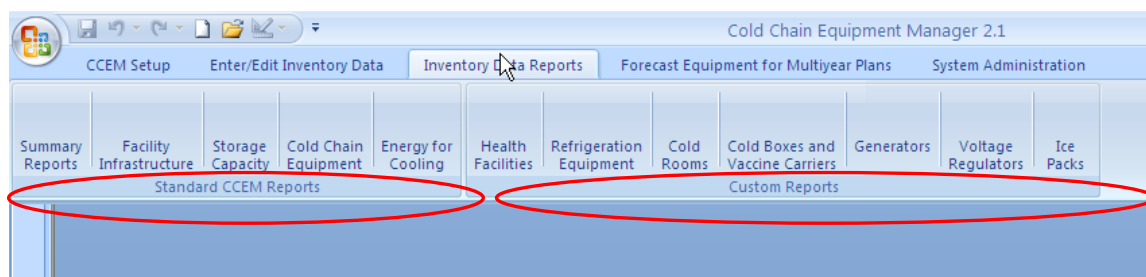 Cold Chain Equipment Manager 2.1
CCEM Setup Enter/Edit Inventory Data Inventory Data Reports Forecast Equipment for Multiyear Plans System Administration
Summary Facility Storage Cold Chain Energy for Health Refrigeration Cold Cold Boxes and Generators Voltage Ice
Reports Infrastructure Capacity Equipment Cooling Facilities Equipment Rooms Vaccine Carriers Regulators Packs
Standard CCEM Reports Custom Reports